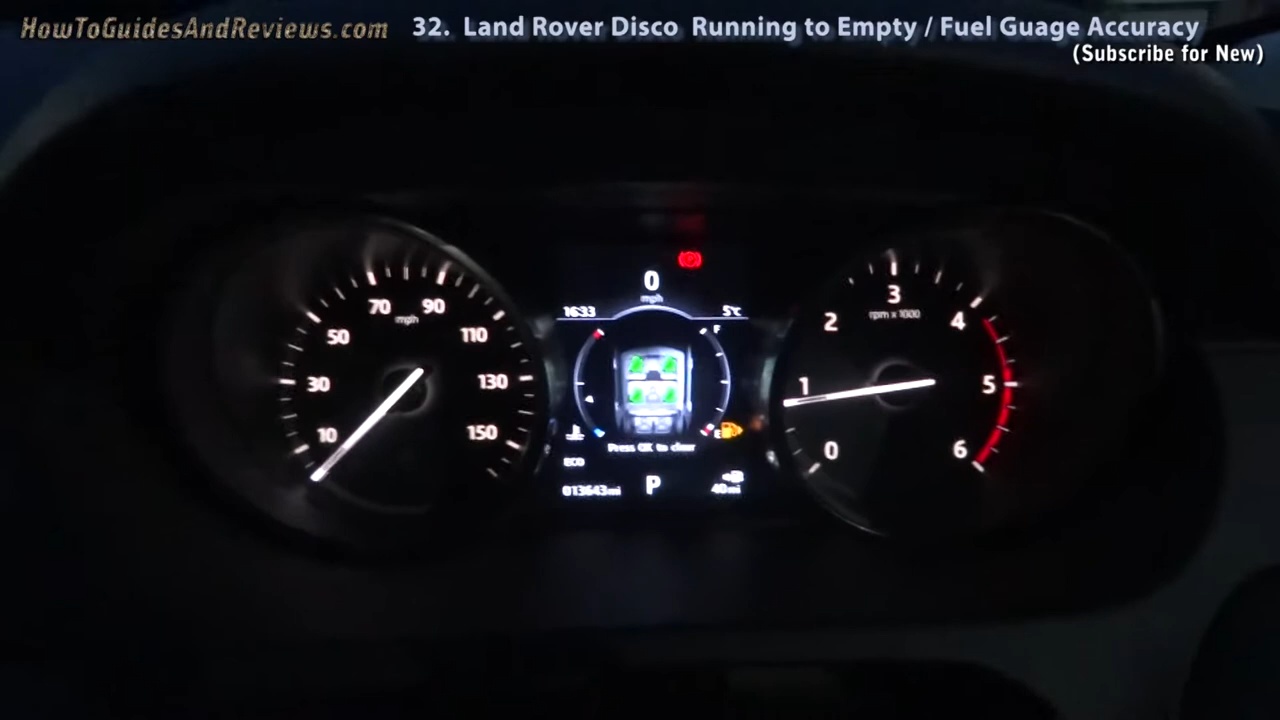 HowToGuidesAndReviews.com
32. Land Rover Disco Running to Empty / Fuel Guage Accuracy
(Subscribe for New)
0
mph
16:33
5°C
F
E
Press OK to clear
ECO
013643mi
P
40mi
10
30
50
70
90
110
130
150
mph
0
1
2
3
4
5
6
rpm x 1000